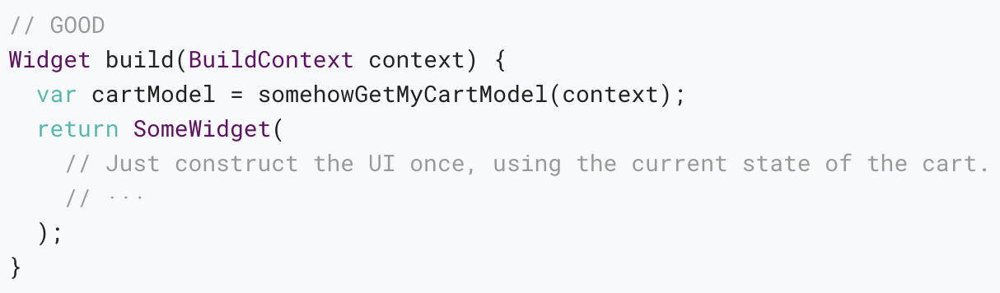 // GOOD
Widget build(BuildContext context) {
  var cartModel = somehowGetMyCartModel(context);
  return SomeWidget(
    // Just construct the UI once, using the current state of the cart.
    // ···
  );
}